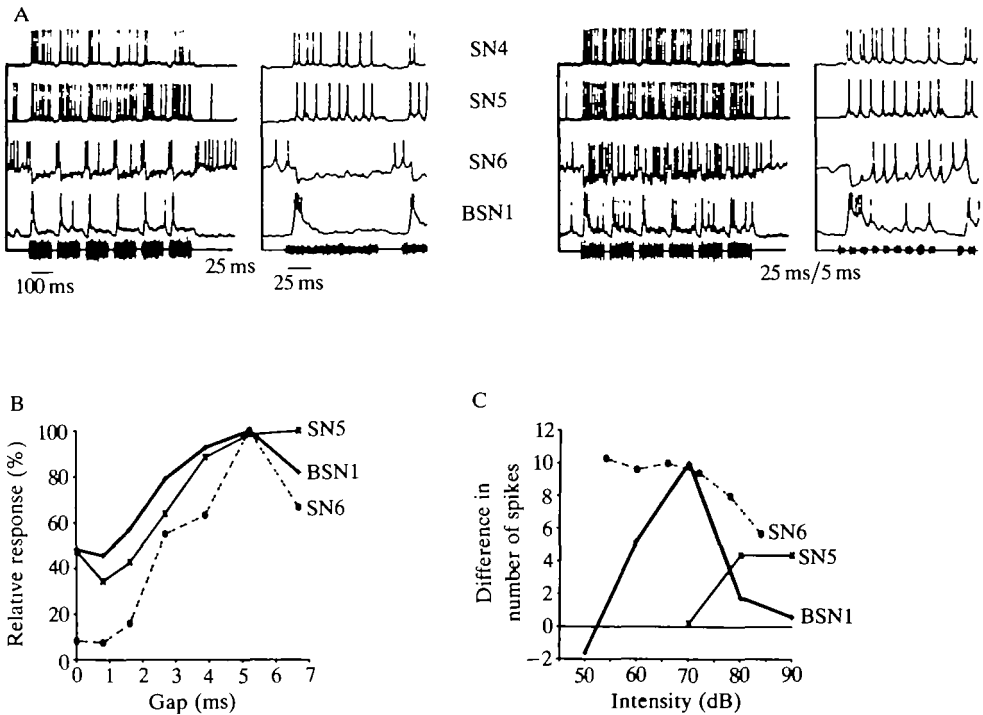 A
SN4
SN5
SN6
BSN1
100 ms
25 ms
25 ms
25 ms/5 ms
B
Relative response (%)
100
80
60
40
20
0
0 1 2 3 4 5 6 7
Gap (ms)
SN5
BSN1
SN6
C
Difference in
number of spikes
12
10
8
6
4
2
0
−2
50 60 70 80 90
Intensity (dB)
SN6
SN5
BSN1